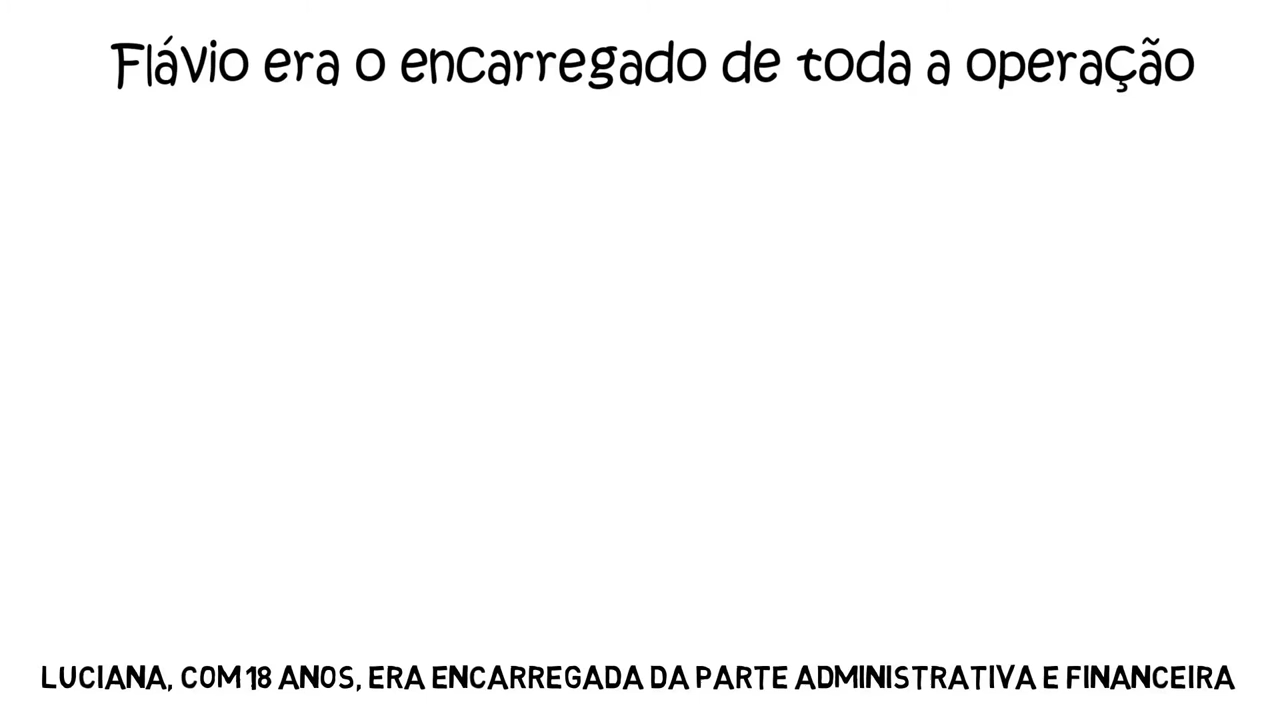 Flávio era o encarregado de toda a operação
LUCIANA, COM 18 ANOS, ERA ENCARREGADA DA PARTE ADMINISTRATIVA E FINANCEIRA